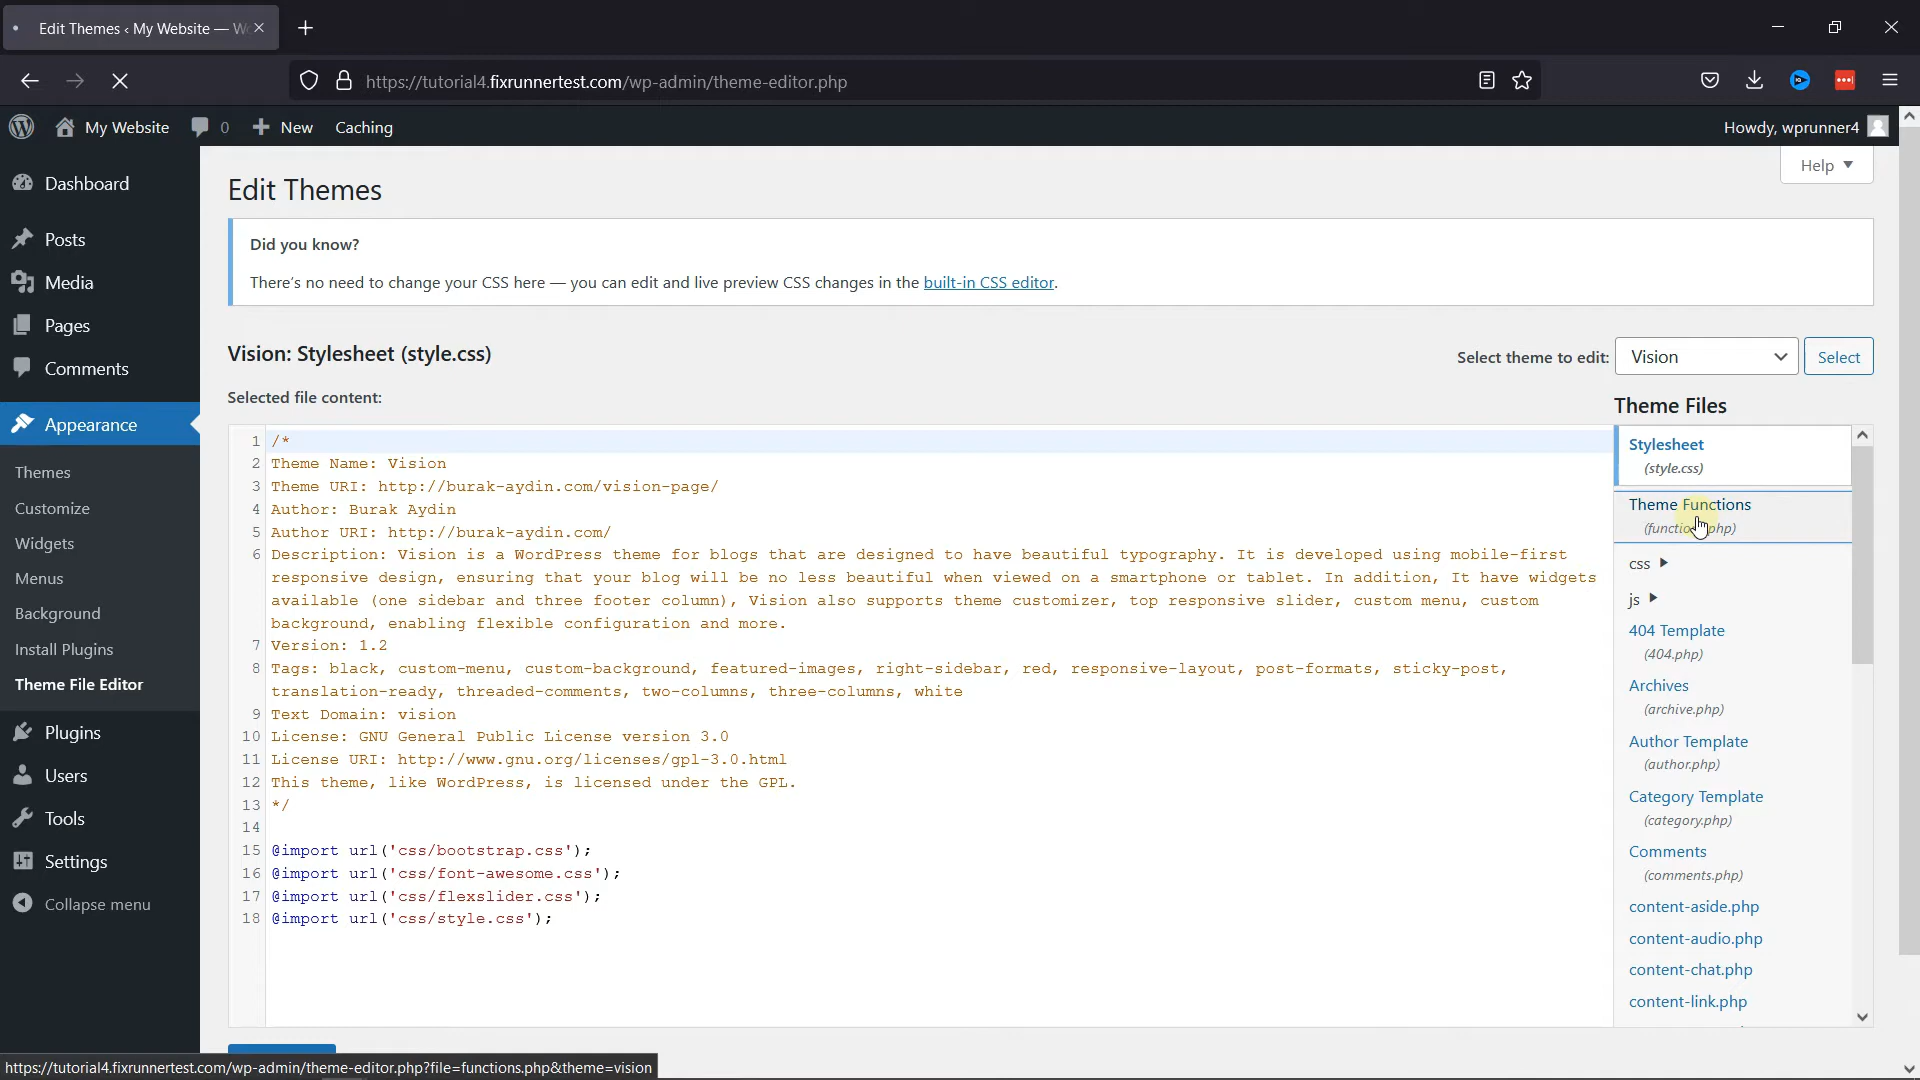 Edit Themes ‹ My Website — Wo
https://tutorial4.fixrunnertest.com/wp-admin/theme-editor.php
My Website
0
New
Caching
Howdy, wprunner4
Help
Dashboard
Posts
Media
Pages
Comments
Appearance
Themes
Customize
Widgets
Menus
Background
Install Plugins
Theme File Editor
Plugins
Users
Tools
Settings
Collapse menu
Edit Themes
Did you know?
There's no need to change your CSS here — you can edit and live preview CSS changes in the built-in CSS editor.
Vision: Stylesheet (style.css)
Select theme to edit: Vision Select
Selected file content:
1 /*
2 Theme Name: Vision
3 Theme URI: http://burak-aydin.com/vision-page/
4 Author: Burak Aydin
5 Author URI: http://burak-aydin.com/
6 Description: Vision is a WordPress theme for blogs that are designed to have beautiful typography. It is developed using mobile-first
responsive design, ensuring that your blog will be no less beautiful when viewed on a smartphone or tablet. In addition, It have widgets
available (one sidebar and three footer column), Vision also supports theme customizer, top responsive slider, custom menu, custom
background, enabling flexible configuration and more.
7 Version: 1.2
8 Tags: black, custom-menu, custom-background, featured-images, right-sidebar, red, responsive-layout, post-formats, sticky-post,
translation-ready, threaded-comments, two-columns, three-columns, white
9 Text Domain: vision
10 License: GNU General Public License version 3.0
11 License URI: http://www.gnu.org/licenses/gpl-3.0.html
12 This theme, like WordPress, is licensed under the GPL.
13 */
14
15 @import url('css/bootstrap.css');
16 @import url('css/font-awesome.css');
17 @import url('css/flexslider.css');
18 @import url('css/style.css');
Theme Files
Stylesheet
(style.css)
Theme Functions
(functions.php)
css
js
404 Template
(404.php)
Archives
(archive.php)
Author Template
(author.php)
Category Template
(category.php)
Comments
(comments.php)
content-aside.php
content-audio.php
content-chat.php
content-link.php
https://tutorial4.fixrunnertest.com/wp-admin/theme-editor.php?file=functions.php&theme=vision